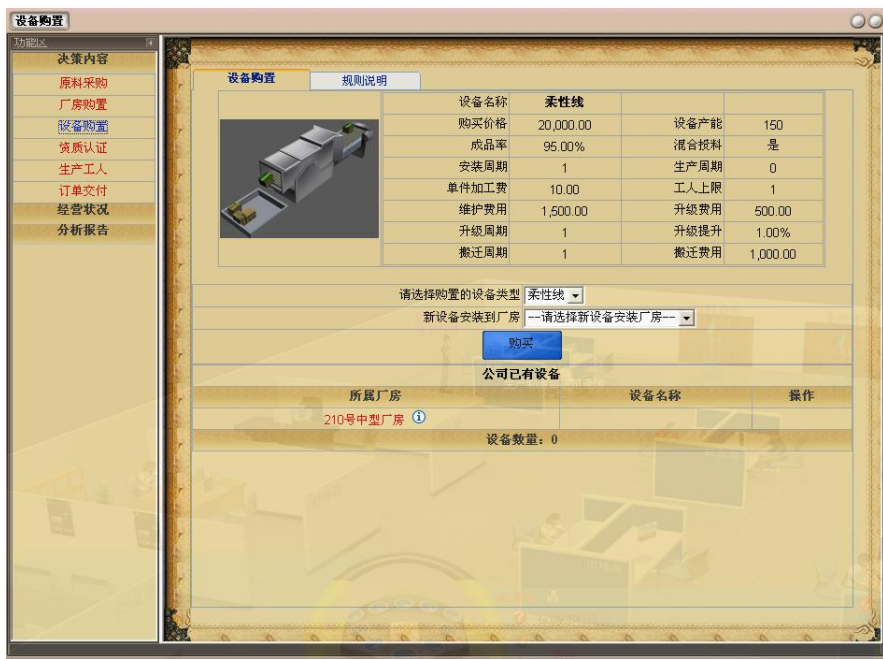 设备购置
功能区
决策内容
原料采购
厂房购置
设备购置
资质认证
生产工人
订单交付
经营状况
分析报告
设备购置 规则说明
设备名称 柔性线
购买价格 20,000.00 设备产能 150
成品率 95.00% 混合投料 是
安装周期 1 生产周期 0
单件加工费 10.00 工人上限 1
维护费用 1,500.00 升级费用 500.00
升级周期 1 升级提升 1.00%
搬迁周期 1 搬迁费用 1,000.00
请选择购置的设备类型 柔性线
新设备安装到厂房 --请选择新设备安装厂房--
购买
公司已有设备
所属厂房 设备名称 操作
210号中型厂房
设备数量：0